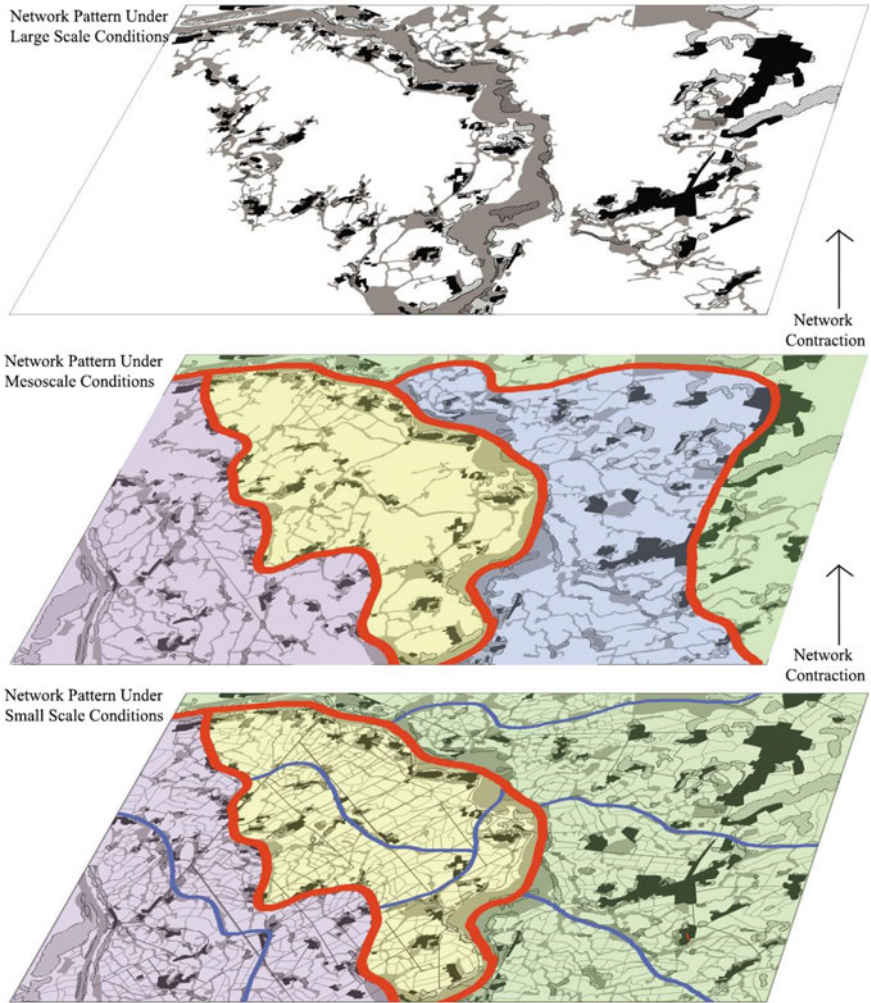 Network Pattern Under
Large Scale Conditions
Network
Contraction
Network Pattern Under
Mesoscale Conditions
Network
Contraction
Network Pattern Under
Small Scale Conditions